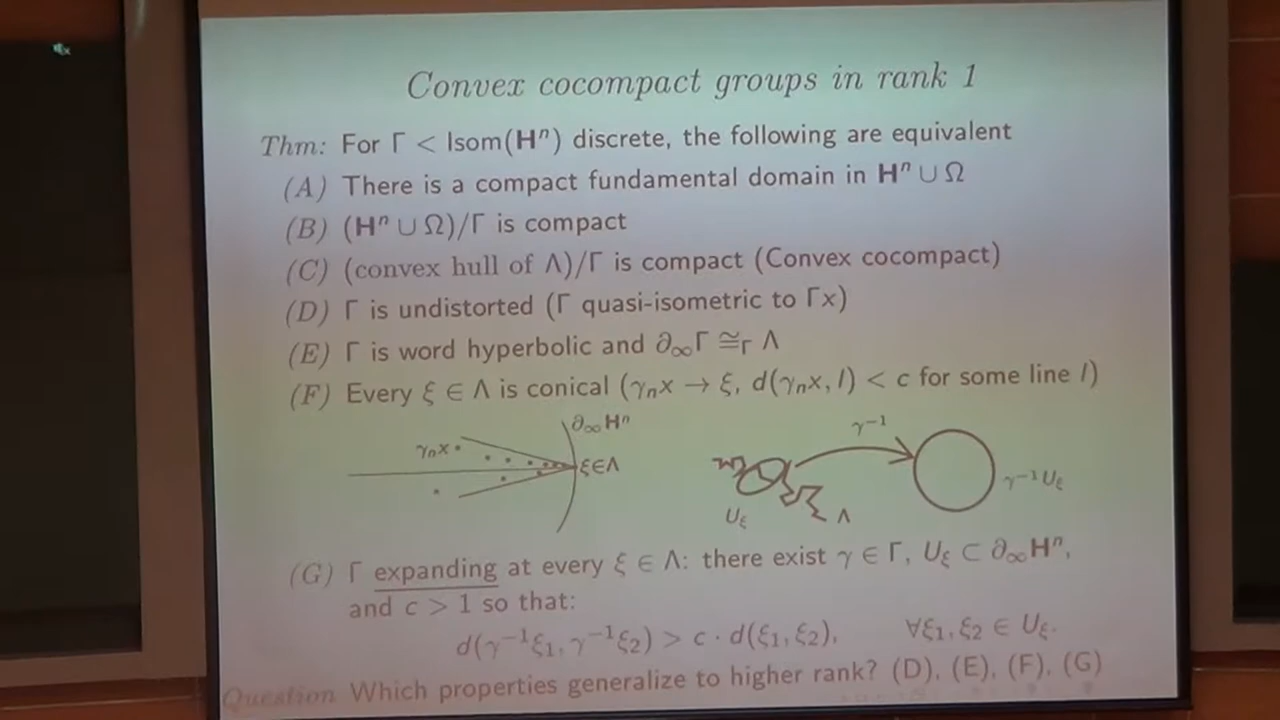 Convex cocompact groups in rank 1
Thm: For Γ < Isom(Hⁿ) discrete, the following are equivalent
(A) There is a compact fundamental domain in Hⁿ ∪ Ω
(B) (Hⁿ ∪ Ω)/Γ is compact
(C) (convex hull of Λ)/Γ is compact (Convex cocompact)
(D) Γ is undistorted (Γ quasi-isometric to Γx)
(E) Γ is word hyperbolic and ∂∞Γ ≅Γ Λ
(F) Every ξ ∈ Λ is conical (γₙx → ξ, d(γₙx, l) < c for some line l)
∂∞Hⁿ
γ⁻¹
γₙx
ξ∈Λ
γ⁻¹Uξ
Uξ
Λ
(G) Γ expanding at every ξ ∈ Λ: there exist γ ∈ Γ, Uξ ⊂ ∂∞Hⁿ,
and c > 1 so that:
d(γ⁻¹ξ₁, γ⁻¹ξ₂) > c · d(ξ₁, ξ₂), ∀ξ₁, ξ₂ ∈ Uξ.
Question Which properties generalize to higher rank? (D), (E), (F), (G)